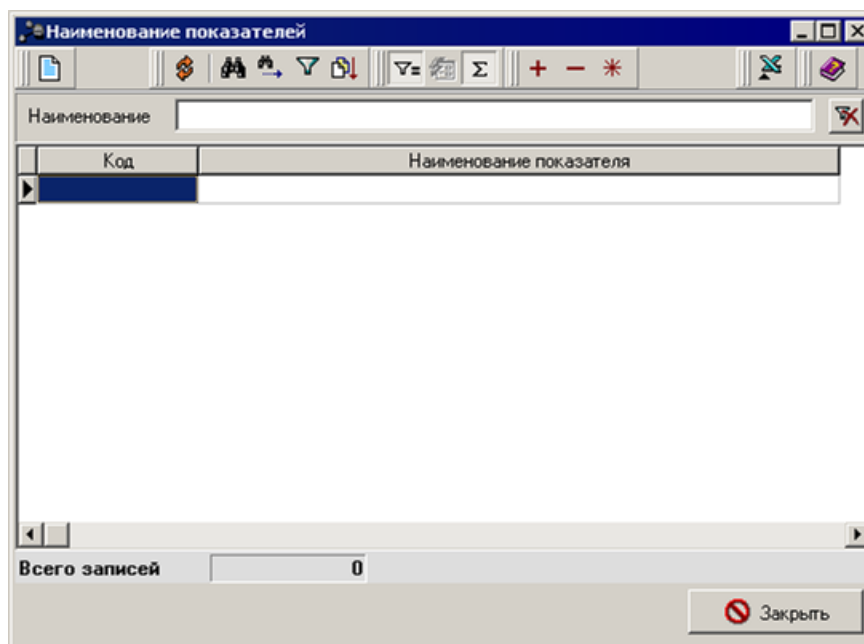 Наименование показателей
Наименование
Код Наименование показателя
Всего записей 0
Закрыть